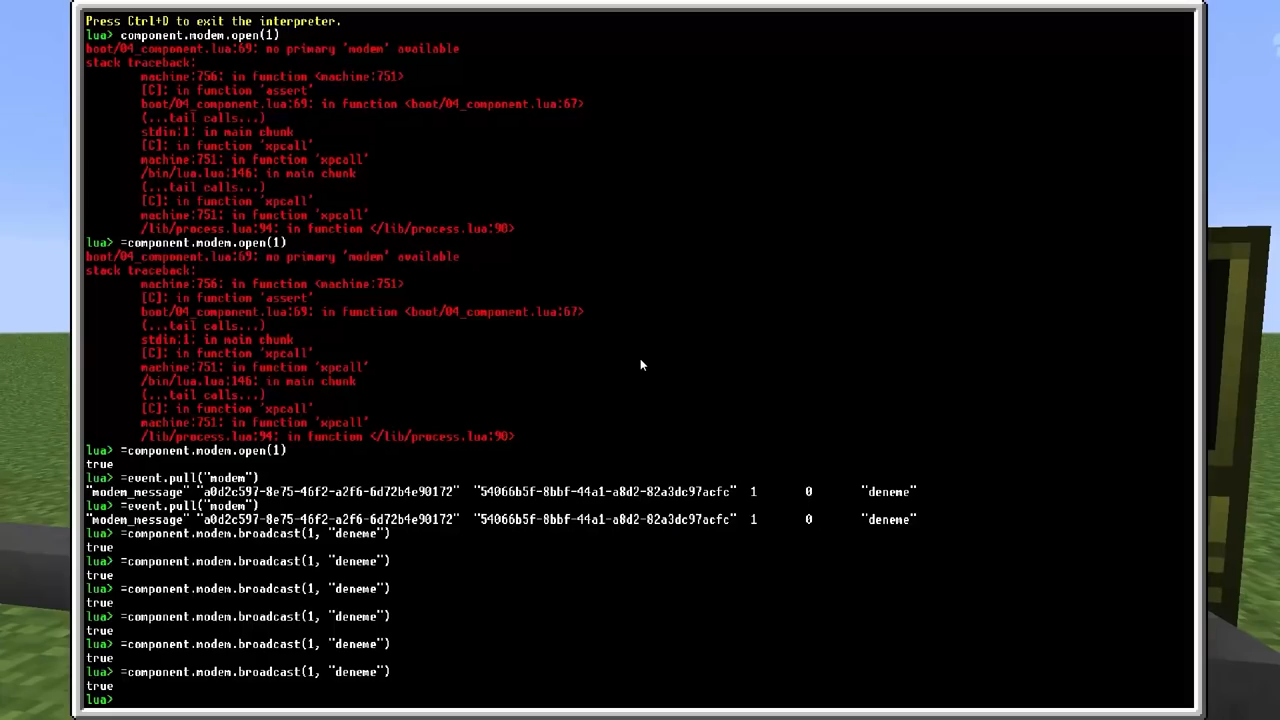 Press Ctrl+D to exit the interpreter.
lua> component.modem.open(1)
boot/04_component.lua:69: no primary 'modem' available
stack traceback:
machine:756: in function <machine:751>
[C]: in function 'assert'
boot/04_component.lua:69: in function <boot/04_component.lua:67>
(...tail calls...)
stdin:1: in main chunk
[C]: in function 'xpcall'
machine:751: in function 'xpcall'
/bin/lua.lua:146: in main chunk
(...tail calls...)
[C]: in function 'xpcall'
machine:751: in function 'xpcall'
/lib/process.lua:94: in function </lib/process.lua:90>
lua> =component.modem.open(1)
boot/04_component.lua:69: no primary 'modem' available
stack traceback:
machine:756: in function <machine:751>
[C]: in function 'assert'
boot/04_component.lua:69: in function <boot/04_component.lua:67>
(...tail calls...)
stdin:1: in main chunk
[C]: in function 'xpcall'
machine:751: in function 'xpcall'
/bin/lua.lua:146: in main chunk
(...tail calls...)
[C]: in function 'xpcall'
machine:751: in function 'xpcall'
/lib/process.lua:94: in function </lib/process.lua:90>
lua> =component.modem.open(1)
true
lua> =event.pull("modem")
"modem_message" "a0d2c597-8e75-46f2-a2f6-6d72b4e90172" "54066b5f-8bbf-44a1-a8d2-82a3dc97acfc" 1 0 "deneme"
lua> =event.pull("modem")
"modem_message" "a0d2c597-8e75-46f2-a2f6-6d72b4e90172" "54066b5f-8bbf-44a1-a8d2-82a3dc97acfc" 1 0 "deneme"
lua> =component.modem.broadcast(1, "deneme")
true
lua> =component.modem.broadcast(1, "deneme")
true
lua> =component.modem.broadcast(1, "deneme")
true
lua> =component.modem.broadcast(1, "deneme")
true
lua> =component.modem.broadcast(1, "deneme")
true
lua> =component.modem.broadcast(1, "deneme")
true
lua>